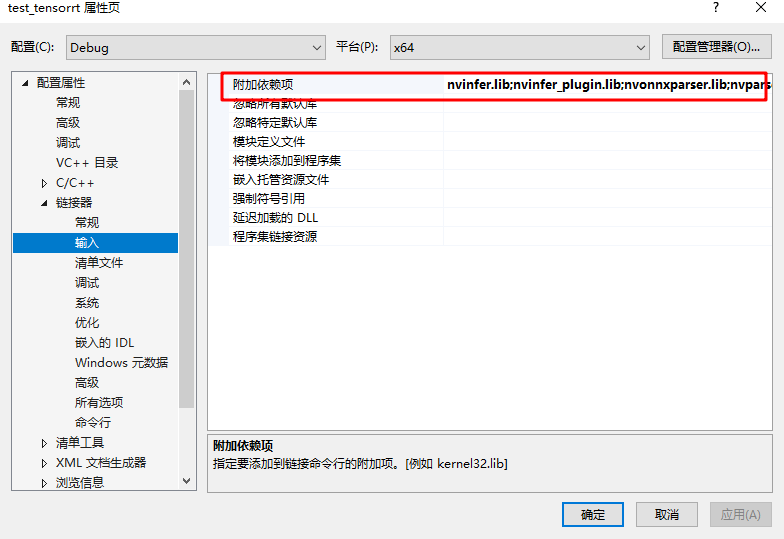 test_tensorrt 属性页
配置(C): Debug 平台(P): x64 配置管理器(O)...
配置属性
常规
高级
调试
VC++ 目录
C/C++
链接器
常规
输入
清单文件
调试
系统
优化
嵌入的 IDL
Windows 元数据
高级
所有选项
命令行
清单工具
XML 文档生成器
浏览信息
附加依赖项 nvinfer.lib;nvinfer_plugin.lib;nvonnxparser.lib;nvpars
忽略所有默认库
忽略特定默认库
模块定义文件
将模块添加到程序集
嵌入托管资源文件
强制符号引用
延迟加载的 DLL
程序集链接资源
附加依赖项
指定要添加到链接命令行的附加项。[例如 kernel32.lib]
确定 取消 应用(A)